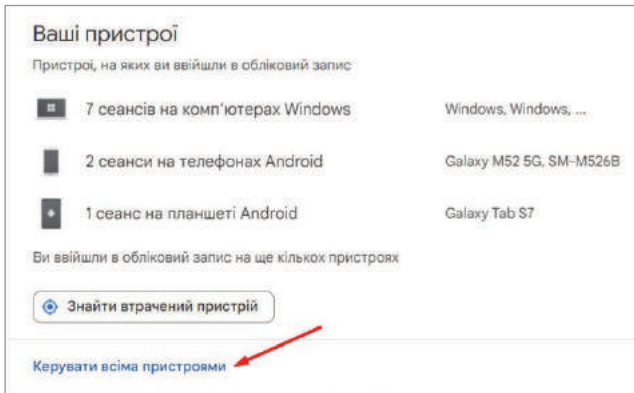 Ваші пристрої
Пристрої, на яких ви ввійшли в обліковий запис
7 сеансів на комп'ютерах Windows
Windows, Windows, ...
2 сеанси на телефонах Android
Galaxy M52 5G, SM-M526B
1 сеанс на планшеті Android
Galaxy Tab S7
Ви ввійшли в обліковий запис на ще кількох пристроях
Знайти втрачений пристрій
Керувати всіма пристроями